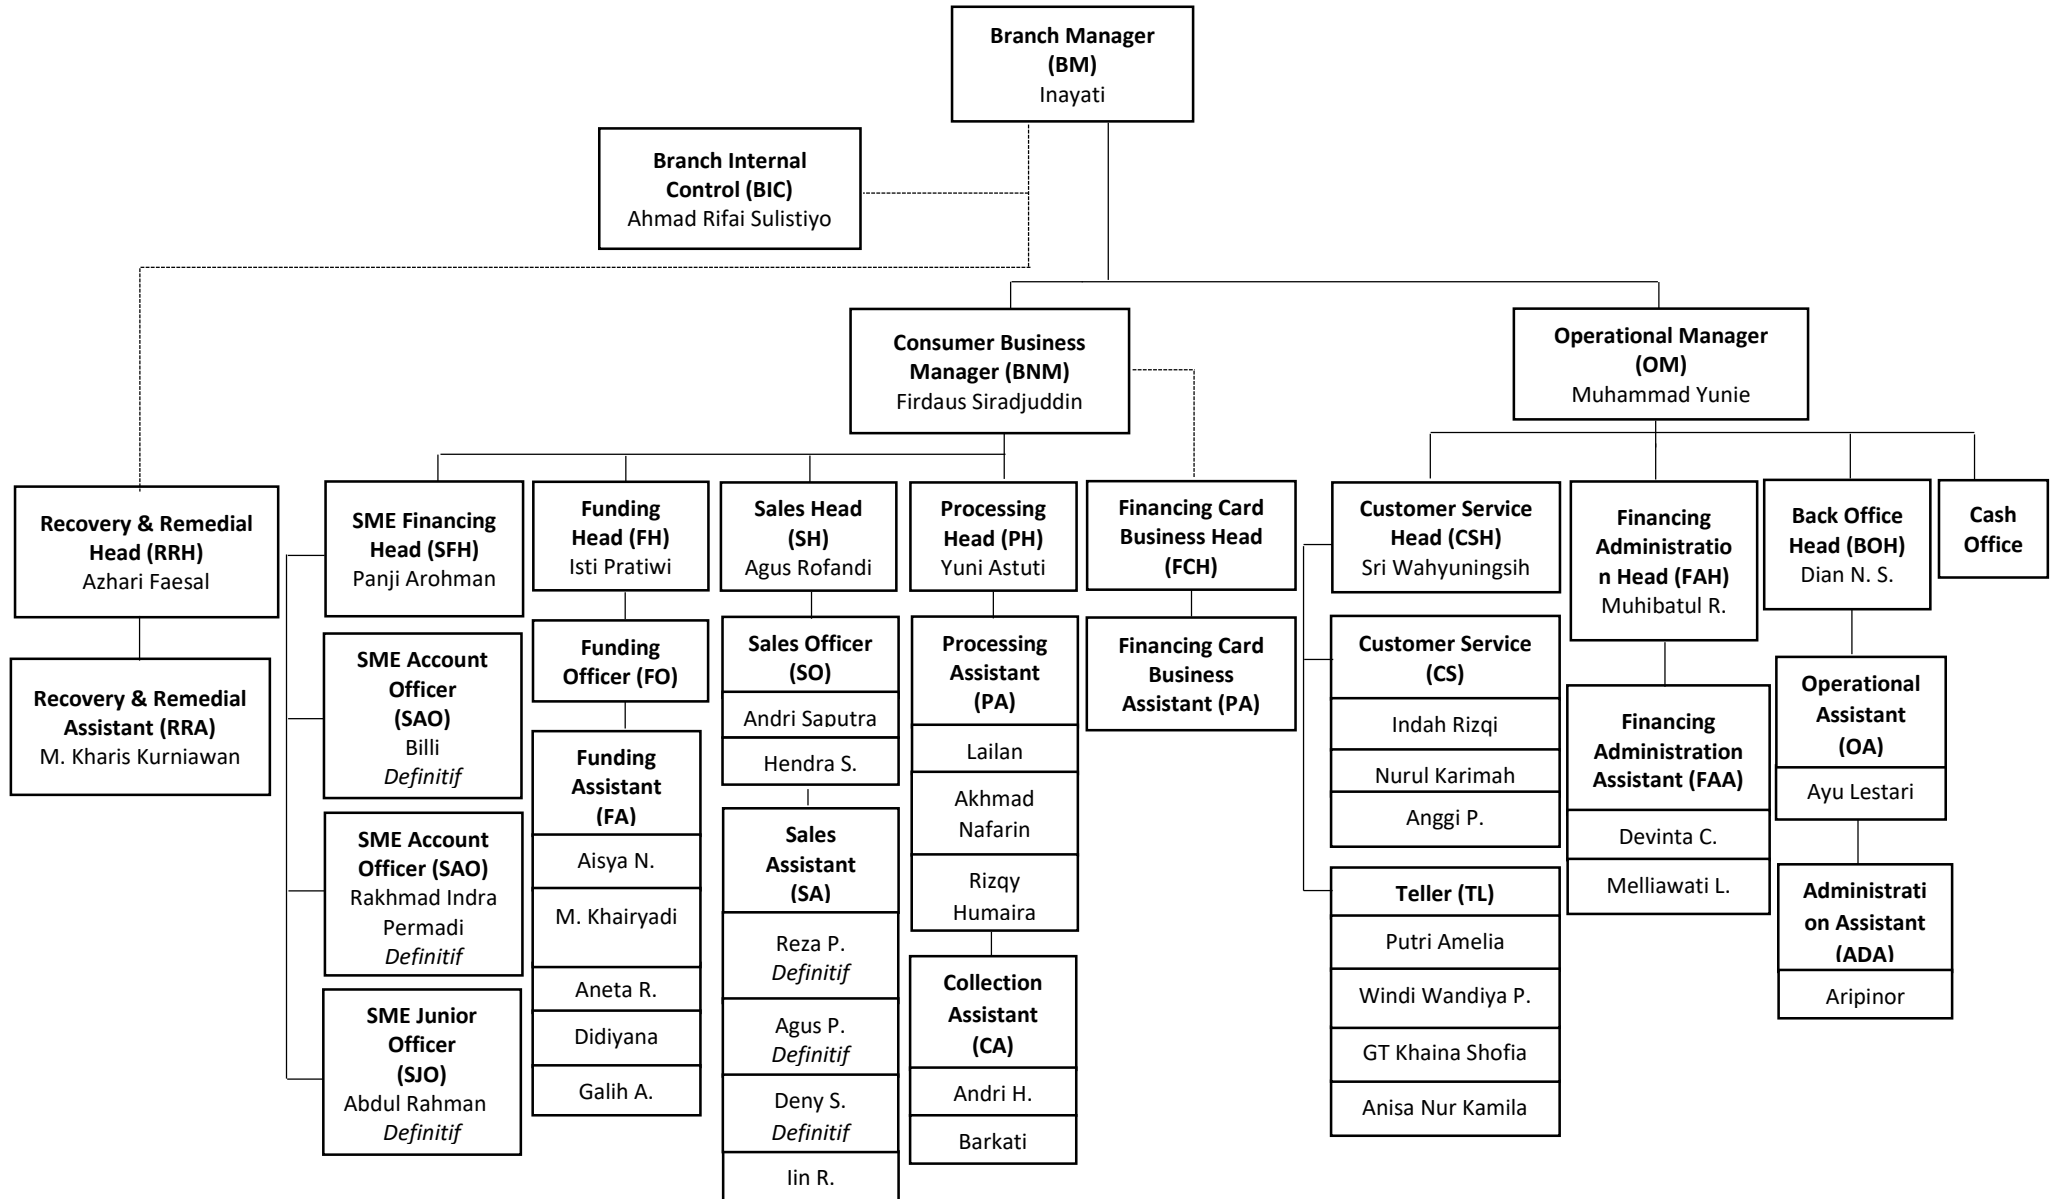 Branch Manager
(BM)
Inayati
Branch Internal
Control (BIC)
Ahmad Rifai Sulistiyo
Consumer Business
Manager (BNM)
Firdaus Siradjuddin
Operational Manager
(OM)
Muhammad Yunie
Recovery & Remedial
Head (RRH)
Azhari Faesal
Recovery & Remedial
Assistant (RRA)
M. Kharis Kurniawan
SME Financing
Head (SFH)
Panji Arohman
SME Account
Officer
(SAO)
Billi
Definitif
SME Account
Officer (SAO)
Rakhmad Indra
Permadi
Definitif
SME Junior
Officer
(SJO)
Abdul Rahman
Definitif
Funding
Head (FH)
Isti Pratiwi
Funding
Officer (FO)
Funding
Assistant
(FA)
Aisya N.
M. Khairyadi
Aneta R.
Didiyana
Galih A.
Sales Head
(SH)
Agus Rofandi
Sales Officer
(SO)
Andri Saputra
Hendra S.
Sales
Assistant
(SA)
Reza P.
Definitif
Agus P.
Definitif
Deny S.
Definitif
Iin R.
Processing
Head (PH)
Yuni Astuti
Processing
Assistant
(PA)
Lailan
Akhmad
Nafarin
Rizqy
Humaira
Collection
Assistant
(CA)
Andri H.
Barkati
Financing Card
Business Head
(FCH)
Financing Card
Business
Assistant (PA)
Customer Service
Head (CSH)
Sri Wahyuningsih
Customer Service
(CS)
Indah Rizqi
Nurul Karimah
Anggi P.
Teller (TL)
Putri Amelia
Windi Wandiya P.
GT Khaina Shofia
Anisa Nur Kamila
Financing
Administratio
n Head (FAH)
Muhibatul R.
Financing
Administration
Assistant (FAA)
Devinta C.
Melliawati L.
Back Office
Head (BOH)
Dian N. S.
Operational
Assistant
(OA)
Ayu Lestari
Administrati
on Assistant
(ADA)
Aripinor
Cash
Office